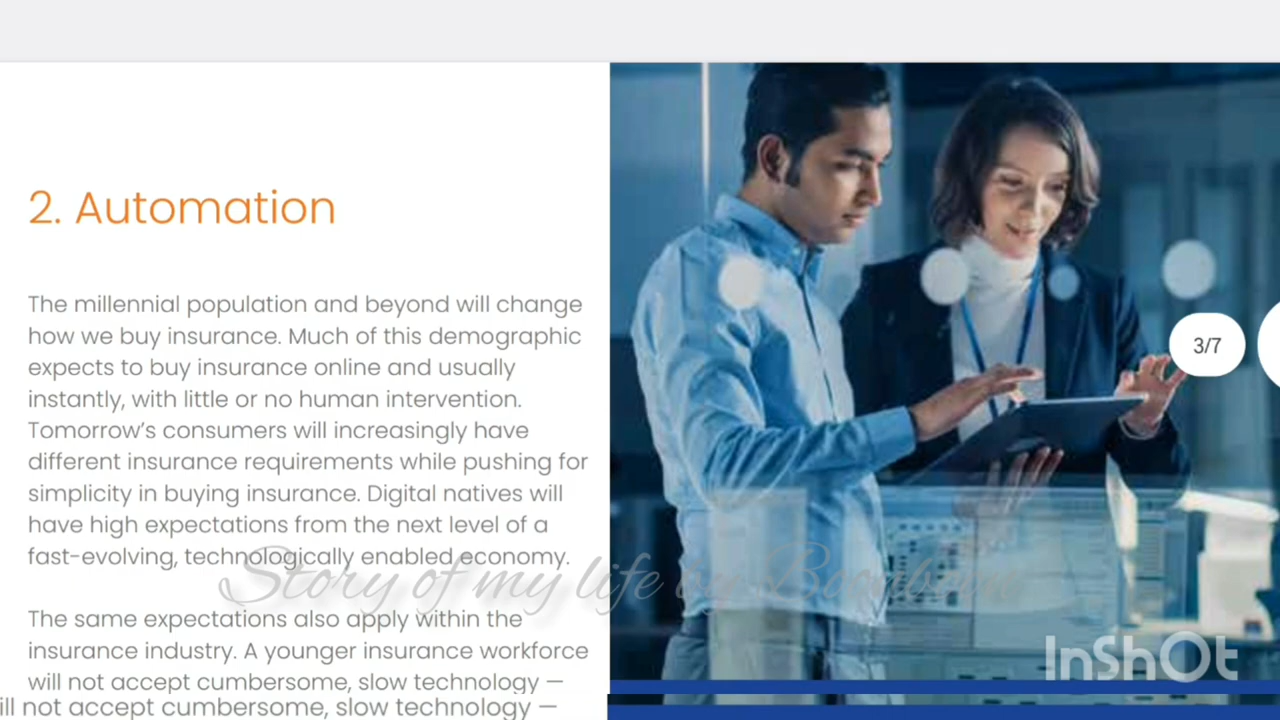 2. Automation
The millennial population and beyond will change
how we buy insurance. Much of this demographic
expects to buy insurance online and usually
instantly, with little or no human intervention.
Tomorrow's consumers will increasingly have
different insurance requirements while pushing for
simplicity in buying insurance. Digital natives will
have high expectations from the next level of a
fast-evolving, technologically enabled economy.
The same expectations also apply within the
insurance industry. A younger insurance workforce
will not accept cumbersome, slow technology —
ill not accept cumbersome, slow technology —
3/7
Story of my life by
InShOt